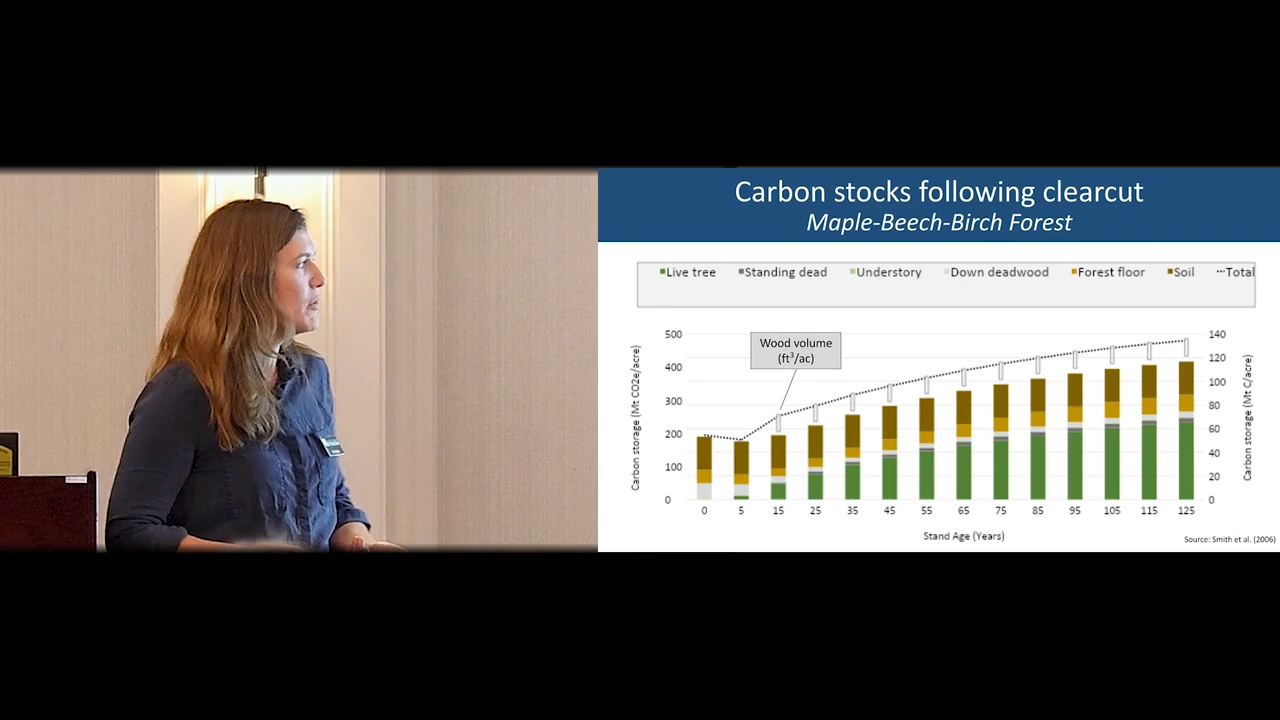 Carbon stocks following clearcut
Maple-Beech-Birch Forest
Live tree Standing dead Understory Down deadwood Forest floor Soil Total
Wood volume
(ft³/ac)
Carbon storage (Mt CO2e/acre)
500
400
300
200
100
0
140
120
100
80
60
40
20
0
Carbon storage (Mt C/acre)
0 5 15 25 35 45 55 65 75 85 95 105 115 125
Stand Age (Years)
Source: Smith et al. (2006)